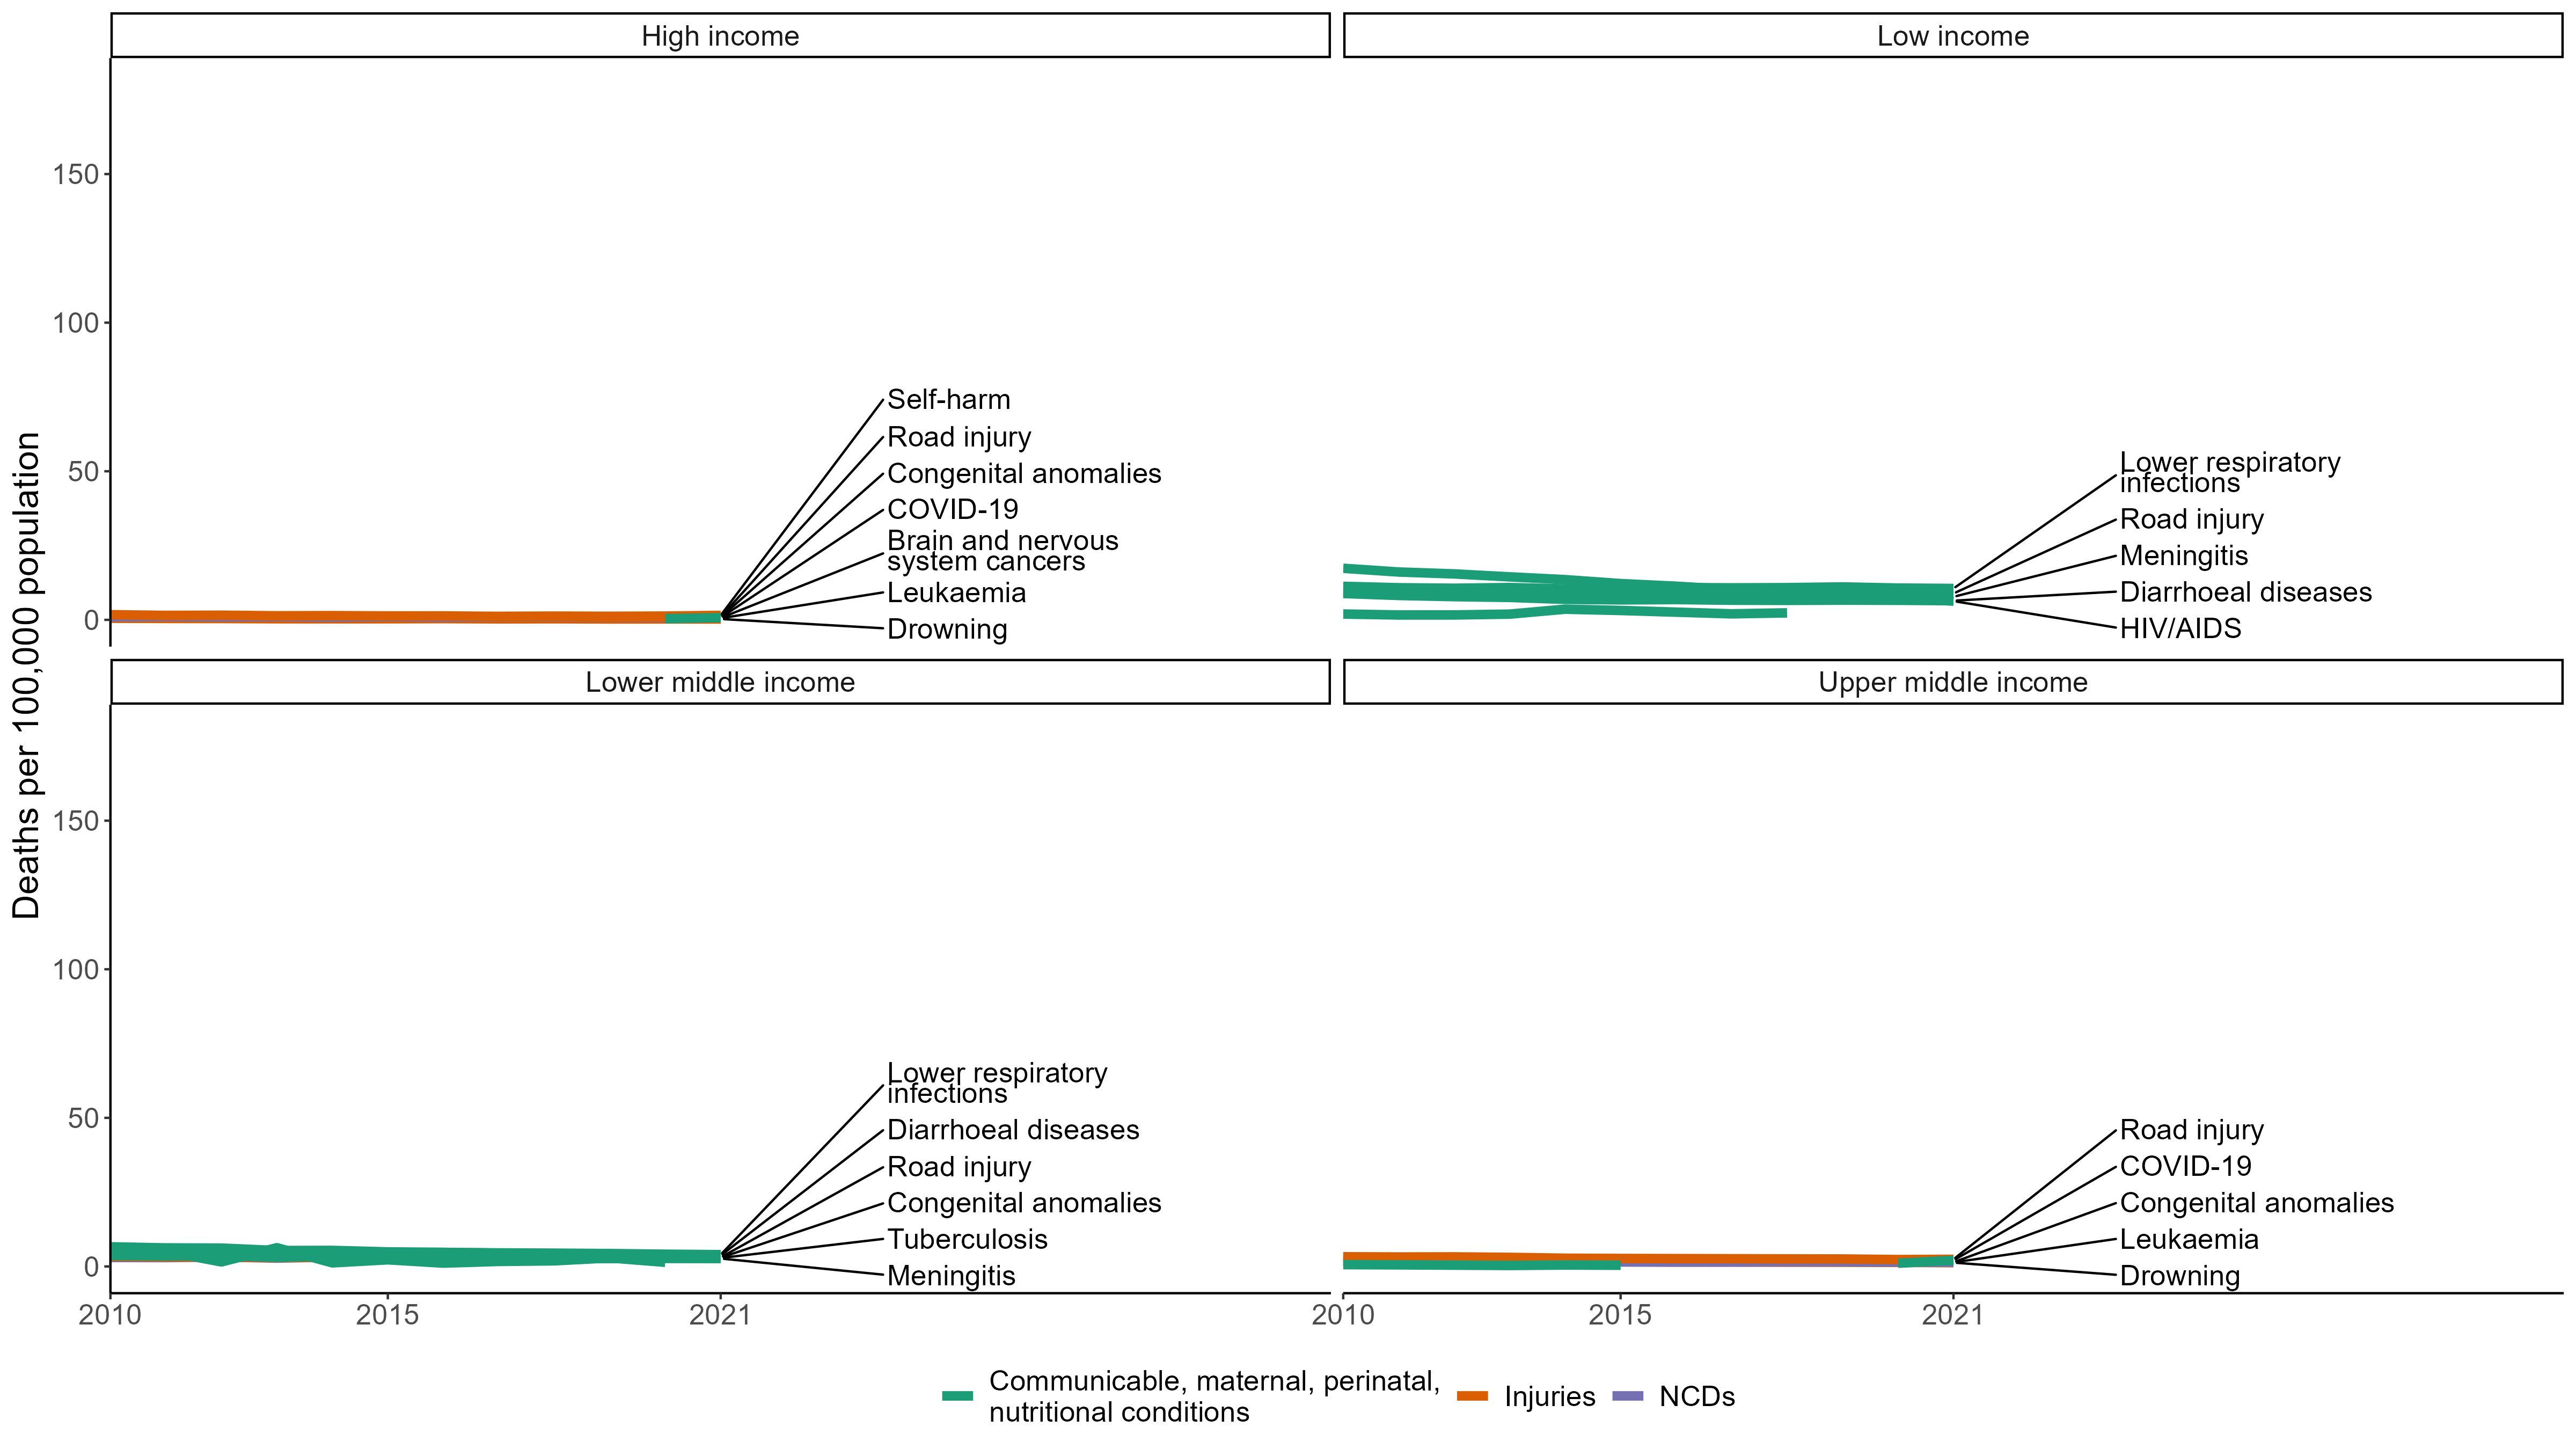 High income
Low income
Deaths per 100,000 population
150
100
50
0
Self-harm
Road injury
Congenital anomalies
COVID-19
Brain and nervous
system cancers
Leukaemia
Drowning
Lower respiratory
infections
Road injury
Meningitis
Diarrhoeal diseases
HIV/AIDS
Lower middle income
Upper middle income
150
100
50
0
Lower respiratory
infections
Diarrhoeal diseases
Road injury
Congenital anomalies
Tuberculosis
Meningitis
Road injury
COVID-19
Congenital anomalies
Leukaemia
Drowning
2010
2015
2021
2010
2015
2021
Communicable, maternal, perinatal,
nutritional conditions
Injuries
NCDs